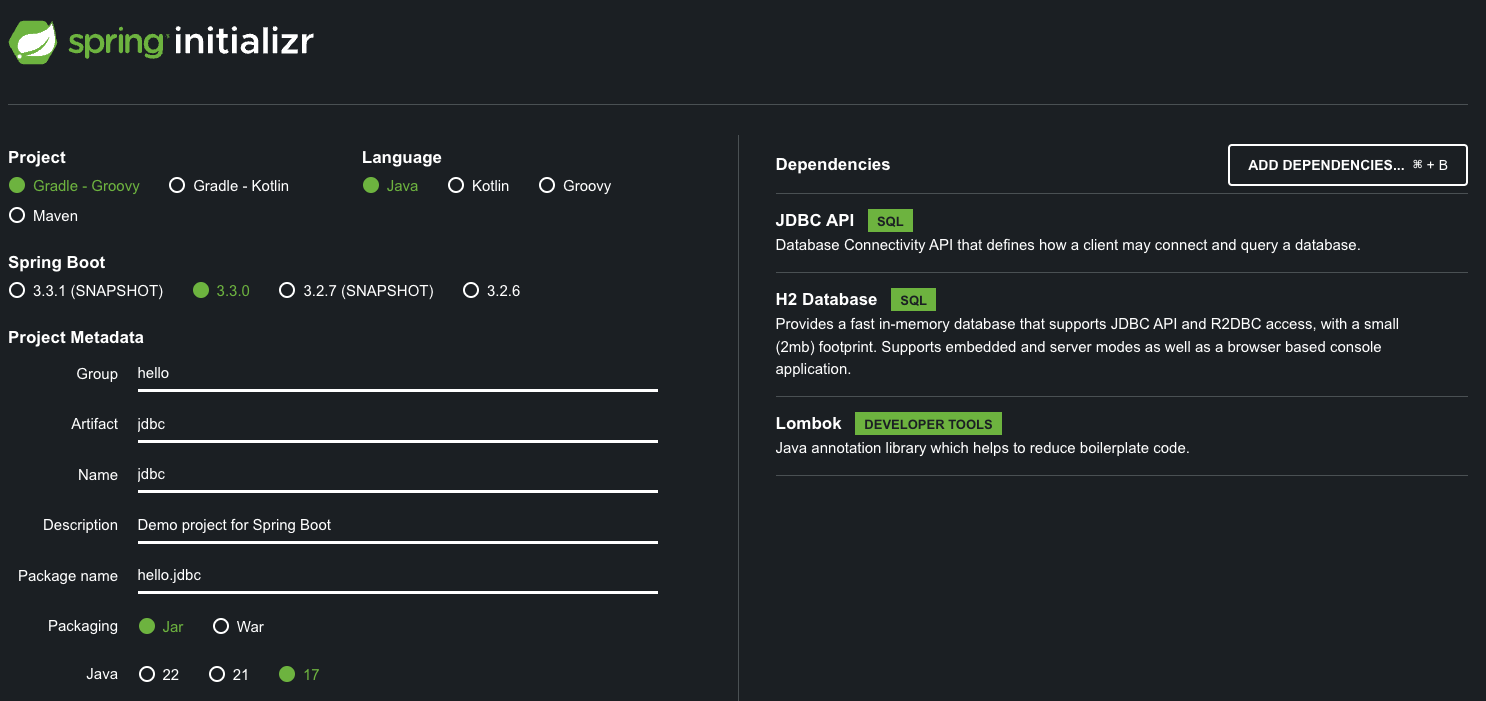 spring initializr
Project
Gradle - Groovy Gradle - Kotlin
Maven
Language
Java Kotlin Groovy
Spring Boot
3.3.1 (SNAPSHOT) 3.3.0 3.2.7 (SNAPSHOT) 3.2.6
Project Metadata
Group hello
Artifact jdbc
Name jdbc
Description Demo project for Spring Boot
Package name hello.jdbc
Packaging Jar War
Java 22 21 17
Dependencies
ADD DEPENDENCIES... ⌘ + B
JDBC API SQL
Database Connectivity API that defines how a client may connect and query a database.
H2 Database SQL
Provides a fast in-memory database that supports JDBC API and R2DBC access, with a small
(2mb) footprint. Supports embedded and server modes as well as a browser based console
application.
Lombok DEVELOPER TOOLS
Java annotation library which helps to reduce boilerplate code.